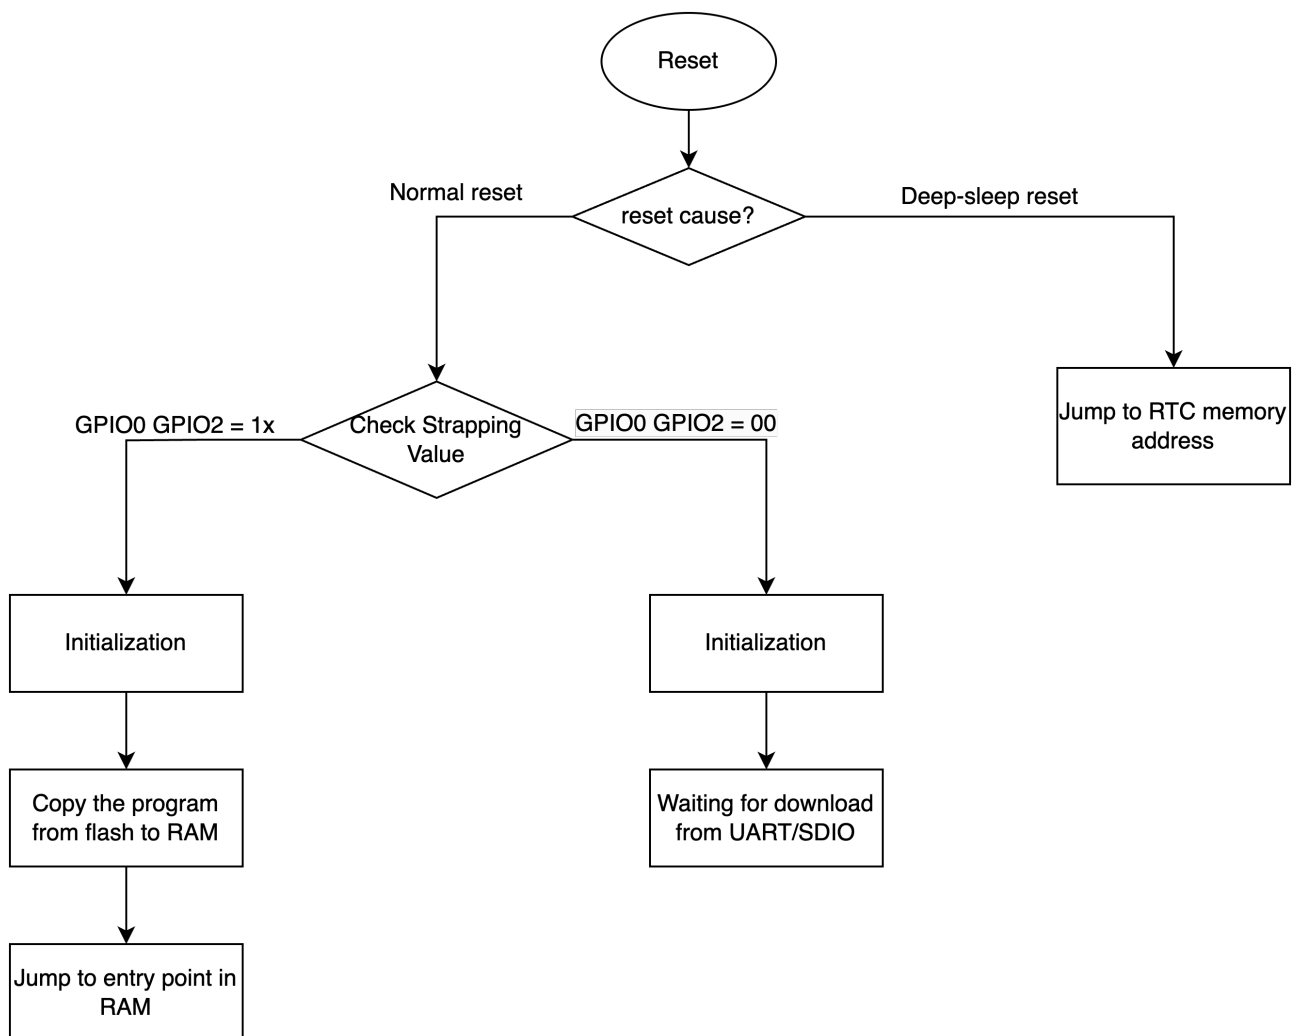 Reset
Normal reset
reset cause?
Deep-sleep reset
GPIO0 GPIO2 = 1x
Check Strapping
Value
GPIO0 GPIO2 = 00
Jump to RTC memory
address
Initialization
Initialization
Copy the program
from flash to RAM
Waiting for download
from UART/SDIO
Jump to entry point in
RAM